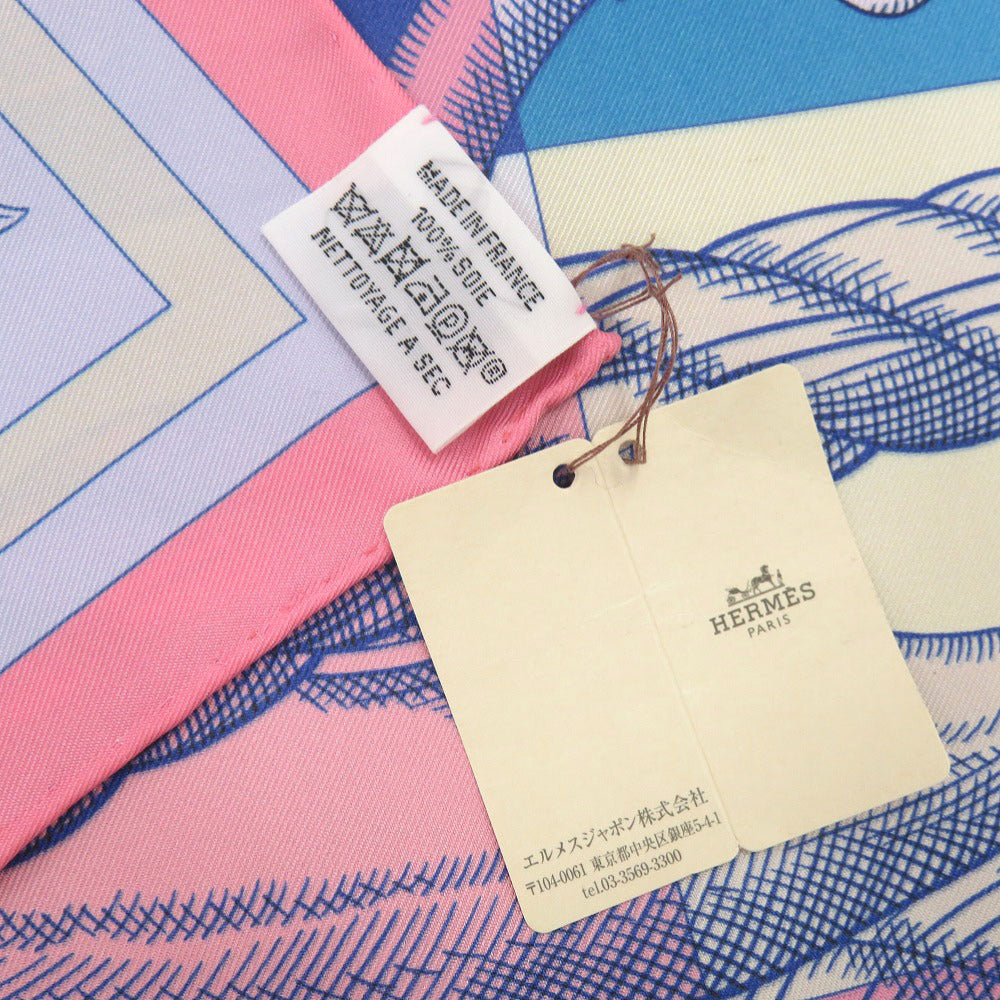 MADE IN FRANCE
100% SOIE
NETTOYAGE A SEC
HERMÈS
PARIS
エルメスジャポン株式会社
〒104-0061 東京都中央区銀座5-4-1
tel.03-3569-3300